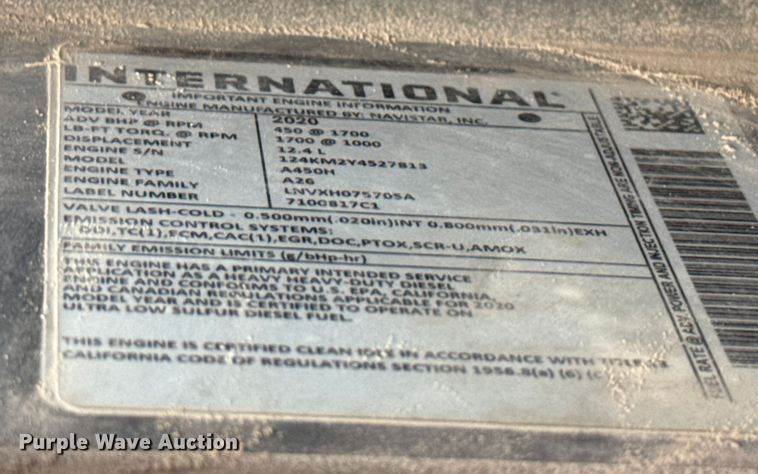 INTERNATIONAL
IMPORTANT ENGINE INFORMATION
ENGINE MANUFACTURED BY: NAVISTAR, INC.
MODEL YEAR 2020
ADV BHP @ RPM 450 @ 1700
LB-FT TORQ. @ RPM 1700 @ 1000
DISPLACEMENT 12.4 L
ENGINE S/N 124KM2Y4527813
MODEL A450H
ENGINE TYPE A26
ENGINE FAMILY LNVXH0757OSA
LABEL NUMBER 7100817C1
VALVE LASH-COLD - 0.500mm(.020in)INT 0.800mm(.031in)EXH
EMISSION CONTROL SYSTEMS:
DDI,TC(1),ECM,CAC(1),EGR,DOC,PTOX,SCR-U,AMOX
FAMILY EMISSION LIMITS (g/bHp-hr)
THIS ENGINE HAS A PRIMARY INTENDED SERVICE
APPLICATION AS A HEAVY HEAVY-DUTY DIESEL
ENGINE AND CONFORMS TO U.S. EPA, CALIFORNIA,
AND CANADIAN REGULATIONS APPLICABLE FOR 2020
MODEL YEAR AND IS CERTIFIED TO OPERATE ON
ULTRA LOW SULFUR DIESEL FUEL.
THIS ENGINE IS CERTIFIED CLEAN IDLE IN ACCORDANCE WITH
CALIFORNIA CODE OF REGULATIONS SECTION 1956.8(a) (6) (C
FUEL RATE @ ADV. POWER AND INJECTION TIMING ARE NON-ADJUSTABLE
Purple Wave Auction